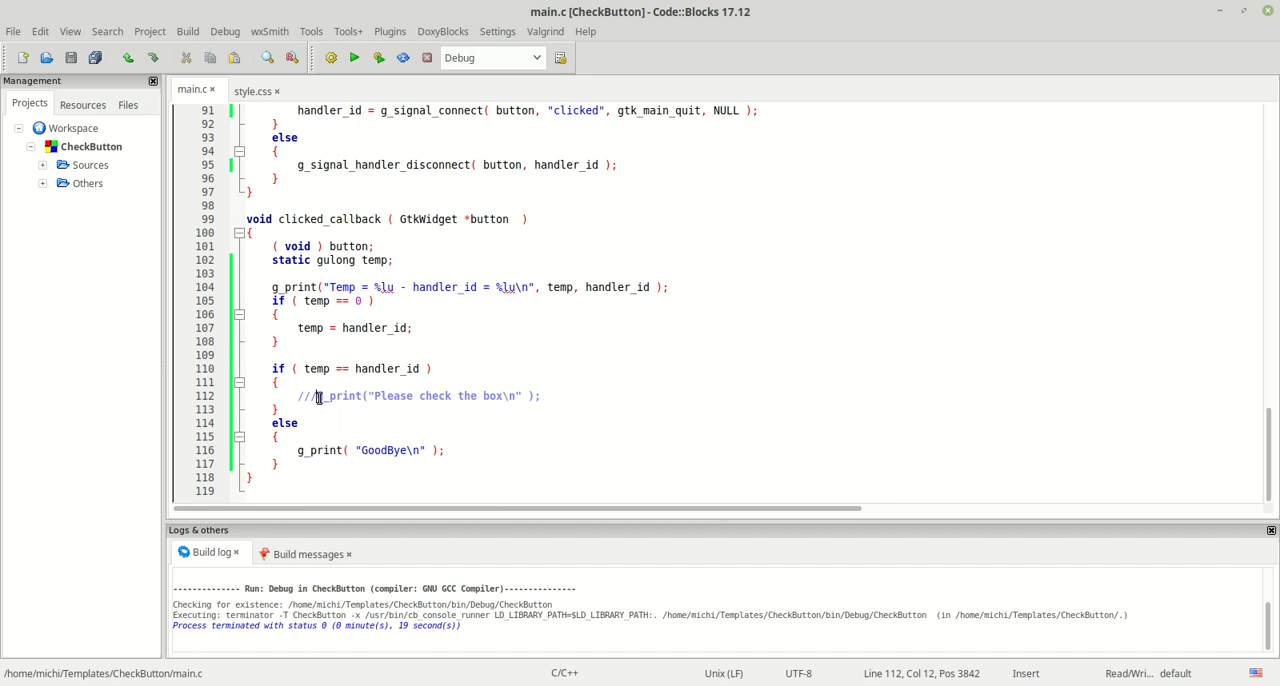 main.c [CheckButton] - Code::Blocks 17.12
File Edit View Search Project Build Debug wxSmith Tools Tools+ Plugins DoxyBlocks Settings Valgrind Help
Debug
Management
Projects Resources Files
Workspace
CheckButton
Sources
Others
main.c × style.css ×
91 handler_id = g_signal_connect( button, "clicked", gtk_main_quit, NULL );
92 }
93 else
94 {
95 g_signal_handler_disconnect( button, handler_id );
96 }
97 }
98
99 void clicked_callback ( GtkWidget *button  )
100 {
101 ( void ) button;
102 static gulong temp;
103
104 g_print("Temp = %lu - handler_id = %lu\n", temp, handler_id );
105 if ( temp == 0 )
106 {
107 temp = handler_id;
108 }
109
110 if ( temp == handler_id )
111 {
112 ///g_print("Please check the box\n" );
113 }
114 else
115 {
116 g_print( "GoodBye\n" );
117 }
118 }
119
Logs & others
Build log × Build messages ×
-------------- Run: Debug in CheckButton (compiler: GNU GCC Compiler)---------------
Checking for existence: /home/michi/Templates/CheckButton/bin/Debug/CheckButton
Executing: terminator -T CheckButton -x /usr/bin/cb_console_runner LD_LIBRARY_PATH=$LD_LIBRARY_PATH:. /home/michi/Templates/CheckButton/bin/Debug/CheckButton  (in /home/michi/Templates/CheckButton/.)
Process terminated with status 0 (0 minute(s), 19 second(s))
/home/michi/Templates/CheckButton/main.c C/C++ Unix (LF) UTF-8 Line 112, Col 12, Pos 3842 Insert Read/Wri... default